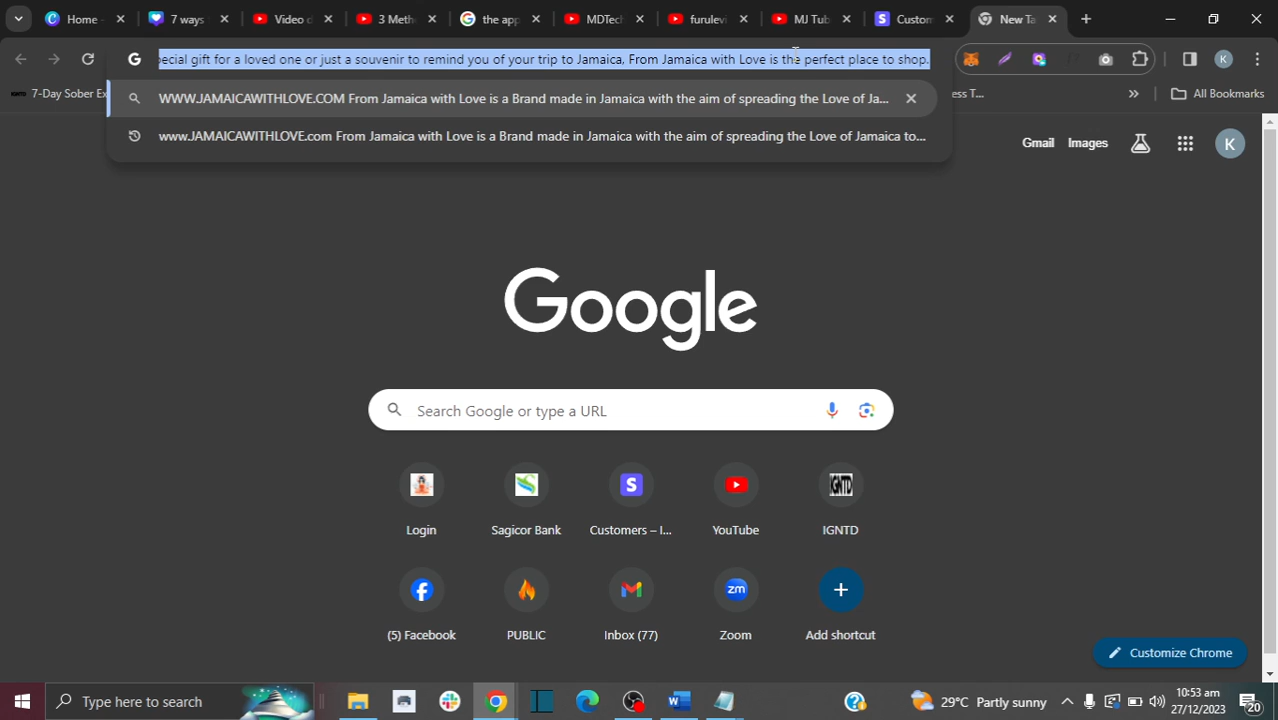 Home -
7 ways
Video d
3 Meth
the app
MDTec
furulevi
MJ Tub
Custom
New Ta
ecial gift for a loved one or just a souvenir to remind you of your trip to Jamaica, From Jamaica with Love is the perfect place to shop.
7-Day Sober Ex
ess T...
All Bookmarks
WWW.JAMAICAWITHLOVE.COM From Jamaica with Love is a Brand made in Jamaica with the aim of spreading the Love of Ja...
www.JAMAICAWITHLOVE.com From Jamaica with Love is a Brand made in Jamaica with the aim of spreading the Love of Jamaica to...
Gmail Images
K
K
Google
Search Google or type a URL
Login
Sagicor Bank
Customers – I...
YouTube
IGNTD
(5) Facebook
PUBLIC
Inbox (77)
Zoom
Add shortcut
Customize Chrome
Type here to search
29°C Partly sunny
10:53 am
27/12/2023
20